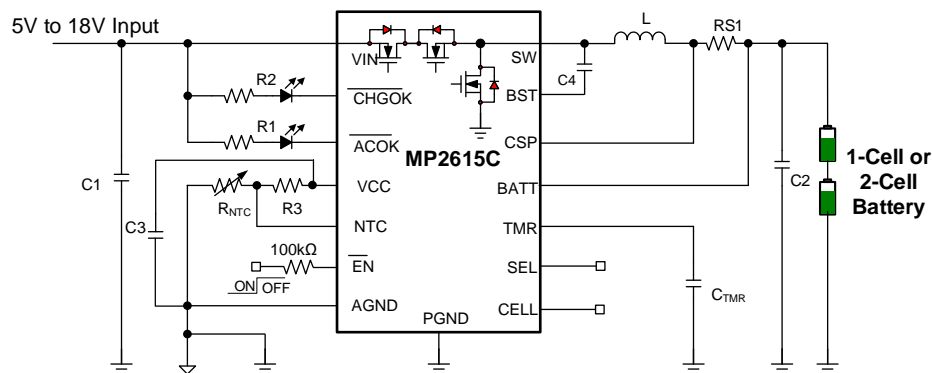 5V to 18V Input
L
RS1
VIN
SW
C4
R2
CHGOK
BST
R1
ACOK
CSP
MP2615C
1-Cell or
2-Cell
Battery
C1
VCC
BATT
C2
RNTC
R3
C3
NTC
TMR
100kΩ
EN
SEL
ON OFF
CTMR
AGND
CELL
PGND